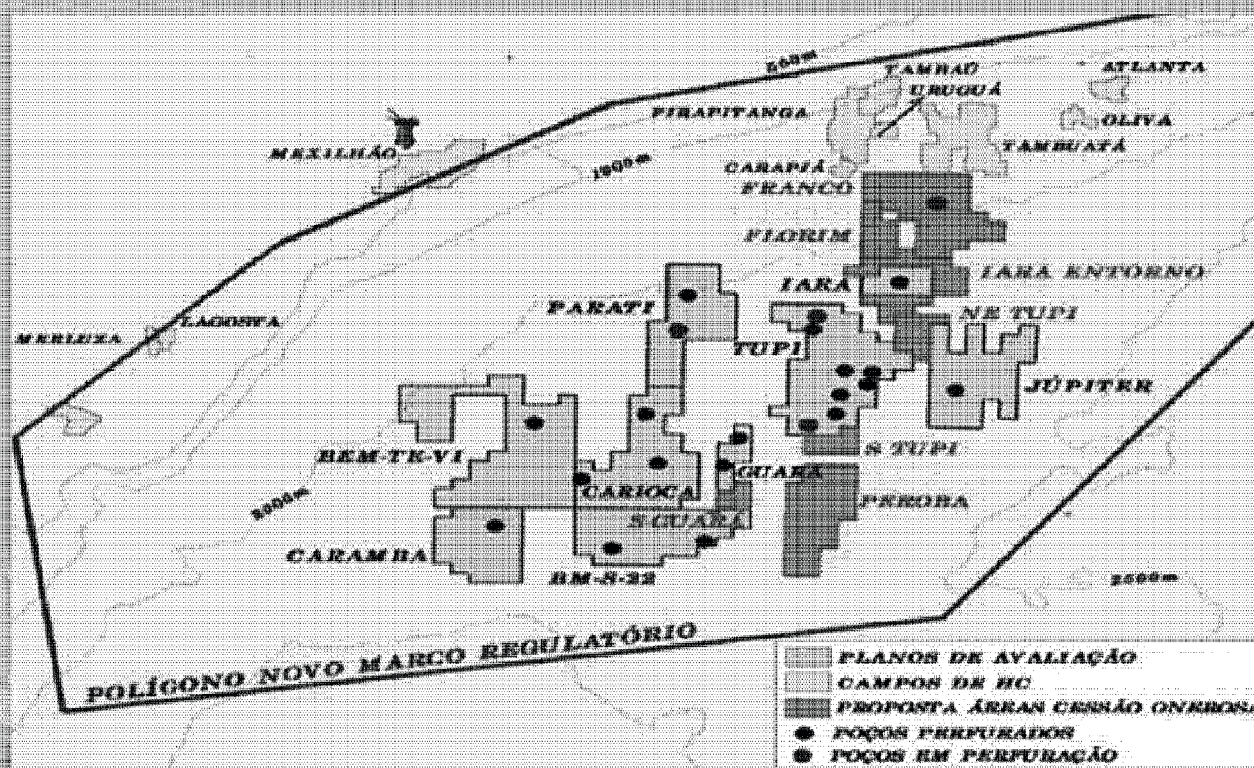 500m
TAMBAÚ
ATLANTA
URUGUÁ
PIRAPITANGA
OLIVA
MEXILHÃO
TAMBUATÁ
1000m
CARAPIÁ
FRANCO
FLORIM
IARA ENTORNO
IARA
PARATI
NE TUPI
LAGOSTA
MERLUZA
TUPI
JÚPITER
BEM-TE-VI
S TUPI
GUARÁ
CARIOCA
PEROBA
2000m
S GUARÁ
CARAMBA
BM-S-22
2500m
POLÍGONO NOVO MARCO REGULATÓRIO
PLANOS DE AVALIAÇÃO
CAMPOS DE HC
PROPOSTA ÁREAS CESSÃO ONEROSA
POÇOS PERFURADOS
POÇOS EM PERFURAÇÃO